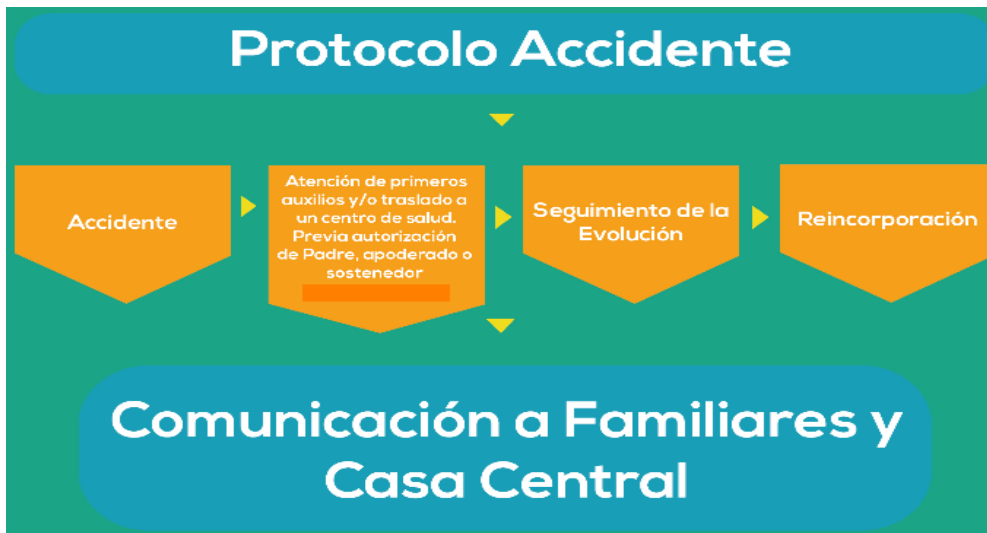 Protocolo Accidente
Accidente
Atención de primeros
auxilios y/o traslado a
un centro de salud.
Previa autorización
de Padre, apoderado o
sostenedor
Seguimiento de la
Evolución
Reincorporación
Comunicación a Familiares y
Casa Central